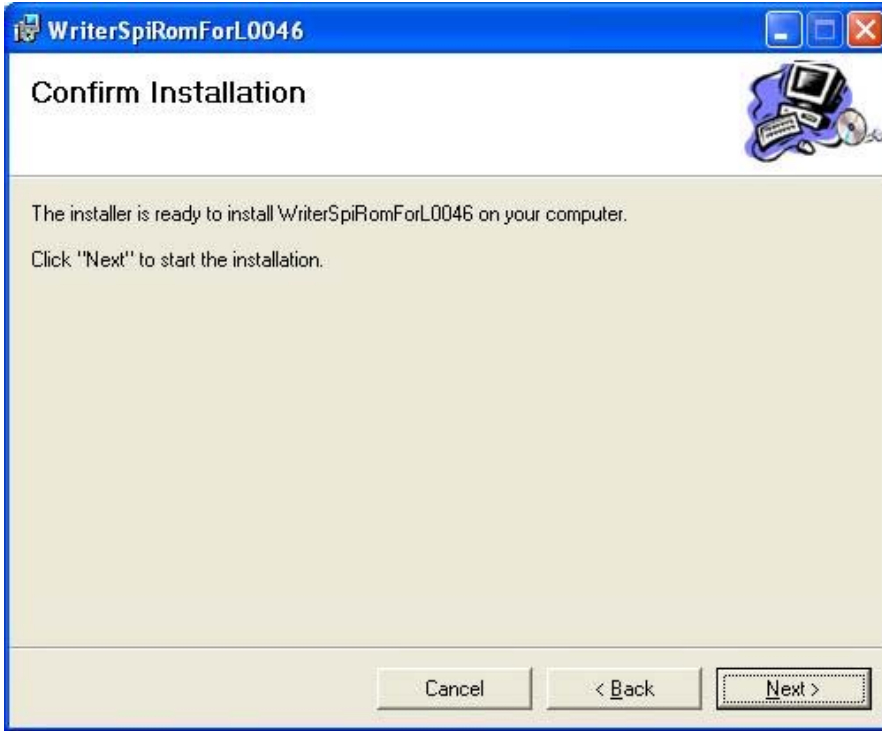 WriterSpiRomForL0046
Confirm Installation
The installer is ready to install WriterSpiRomForL0046 on your computer.
Click "Next" to start the installation.
Cancel
< Back
Next >